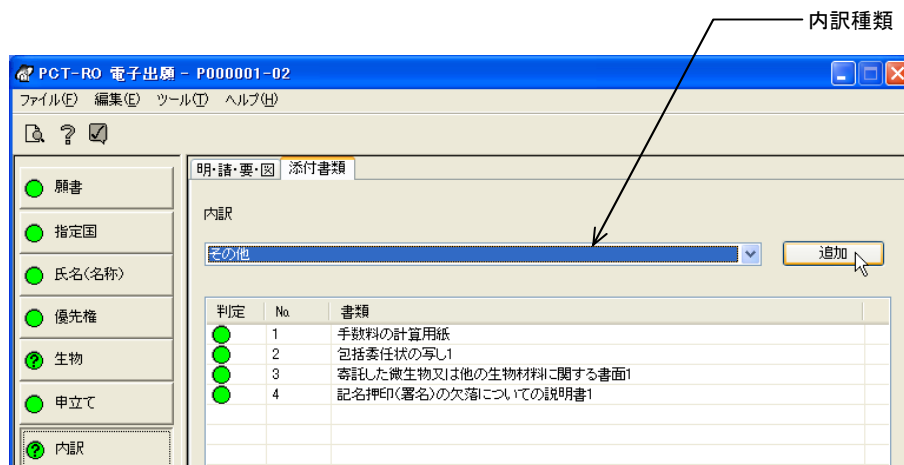 内訳種類
PCT-RO 電子出願 - P000001-02
ファイル(F) 編集(E) ツール(T) ヘルプ(H)
明・請・要・図 添付書類
願書
指定国
氏名(名称)
優先権
生物
申立て
内訳
内訳
その他 追加
判定 No. 書類
1 手数料の計算用紙
2 包括委任状の写し1
3 寄託した微生物又は他の生物材料に関する書面1
4 記名押印(署名)の欠落についての説明書1